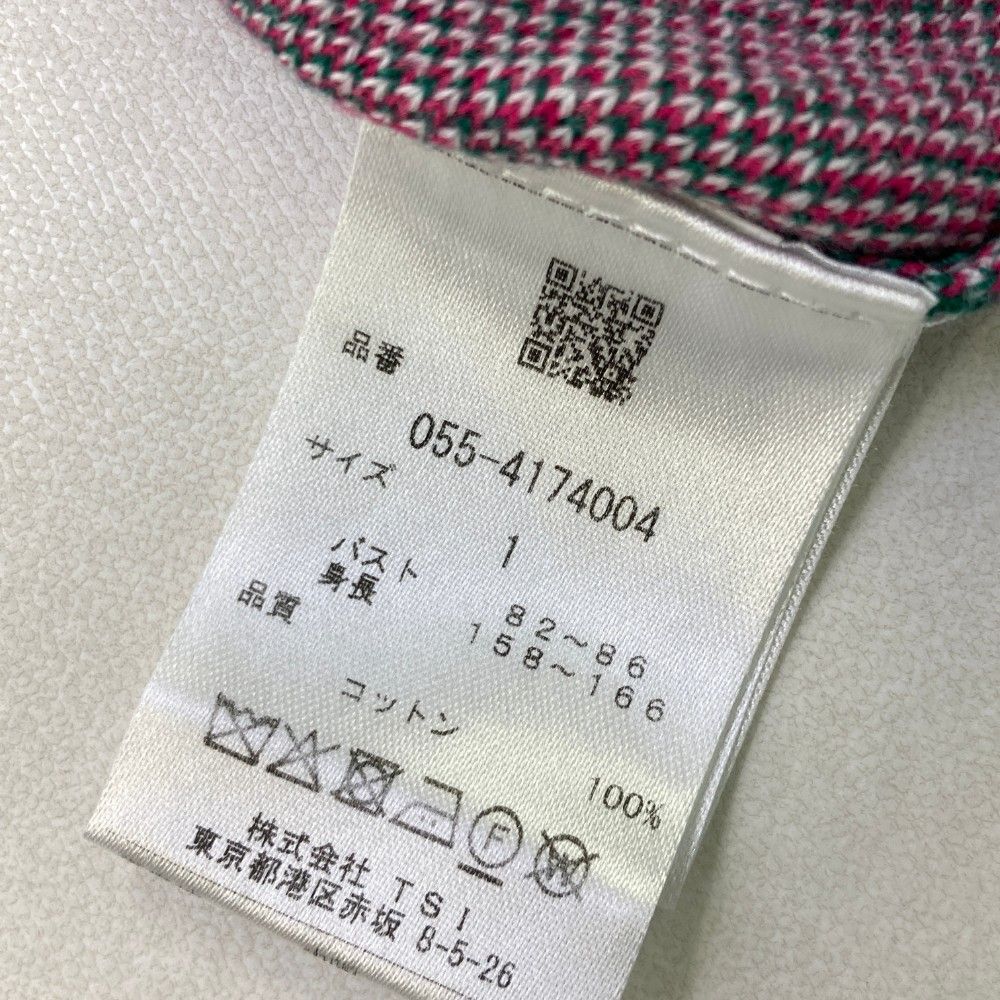 品番
055-4174004
サイズ
1
バスト 82～86
身長 158～166
品質
コットン 100%
F
W
株式会社 TSI
東京都港区赤坂 8-5-26